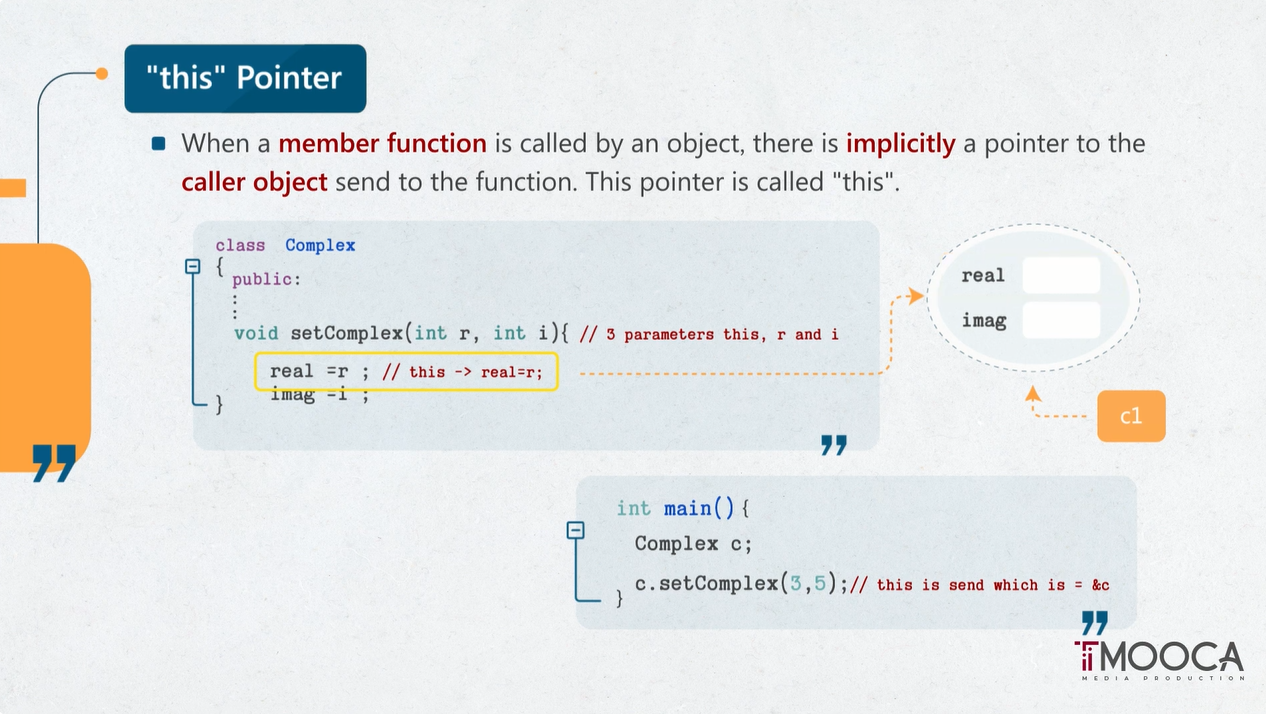 "this" Pointer
When a member function is called by an object, there is implicitly a pointer to the
caller object send to the function. This pointer is called "this".
class Complex
{
public:
⋮
void setComplex(int r, int i){ // 3 parameters this, r and i
real =r ; // this -> real=r;
imag =i ;
}
real
imag
c1
int main(){
Complex c;
c.setComplex(3,5);// this is send which is = &c
}
TiMOOCA
MEDIA PRODUCTION